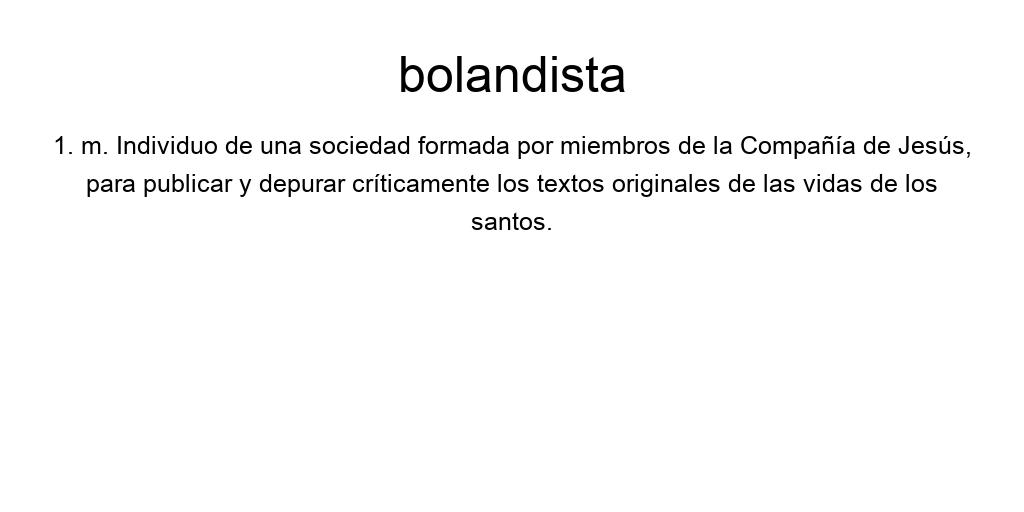 bolandista
1. m. Individuo de una sociedad formada por miembros de la Compañía de Jesús,
para publicar y depurar críticamente los textos originales de las vidas de los
santos.